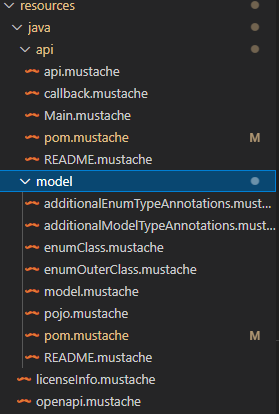 resources
java
api
api.mustache
callback.mustache
Main.mustache
pom.mustache M
README.mustache
model
additionalEnumTypeAnnotations.must...
additionalModelTypeAnnotations.must...
enumClass.mustache
enumOuterClass.mustache
model.mustache
pojo.mustache
pom.mustache M
README.mustache
licenseInfo.mustache
openapi.mustache